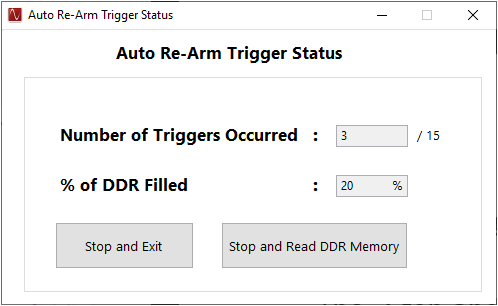 Auto Re-Arm Trigger Status
Auto Re-Arm Trigger Status
Number of Triggers Occurred : 3 / 15
% of DDR Filled : 20 %
Stop and Exit Stop and Read DDR Memory